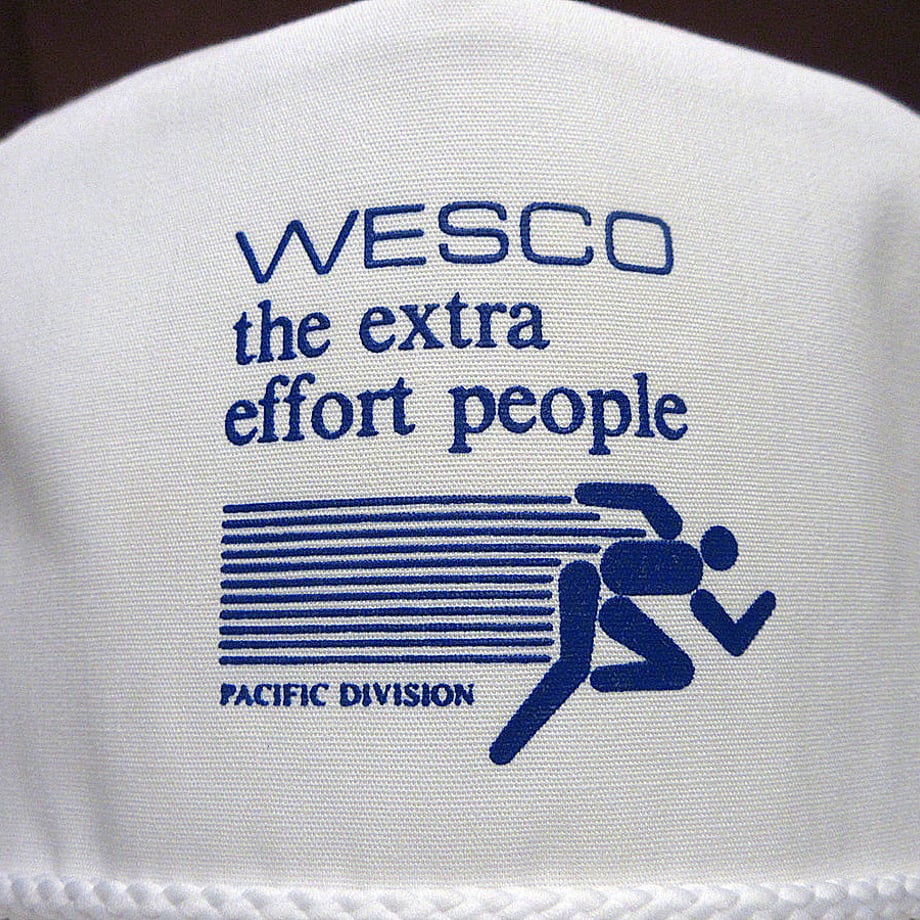 WESCO
the extra
effort people
PACIFIC DIVISION